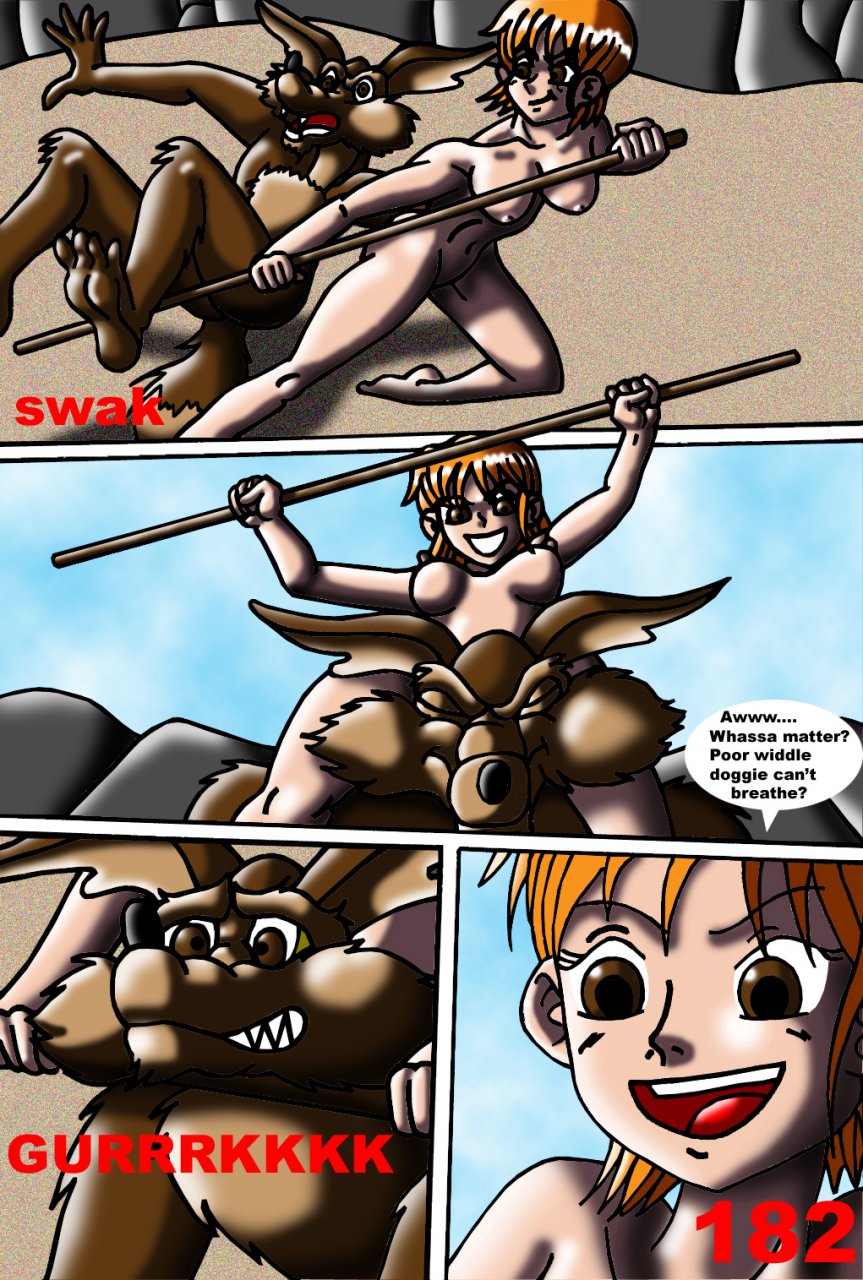 swak
Awww....
Whassa matter?
Poor widdle
doggie can't
breathe?
GURRRKKKK
182